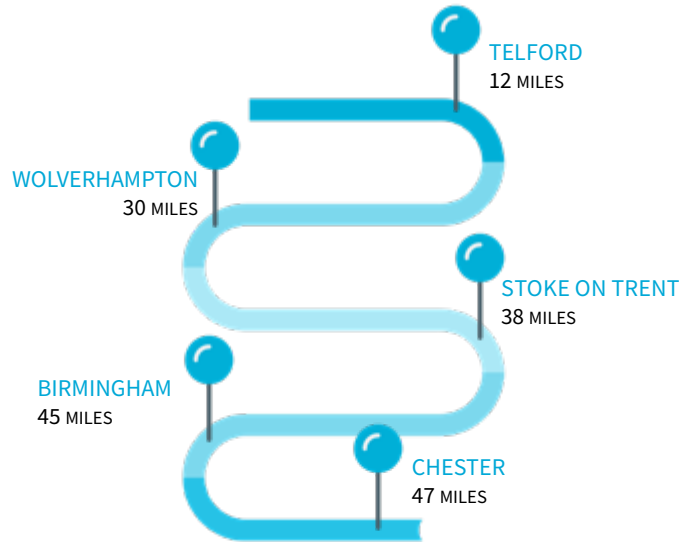 TELFORD
12 MILES
WOLVERHAMPTON
30 MILES
STOKE ON TRENT
38 MILES
BIRMINGHAM
45 MILES
CHESTER
47 MILES